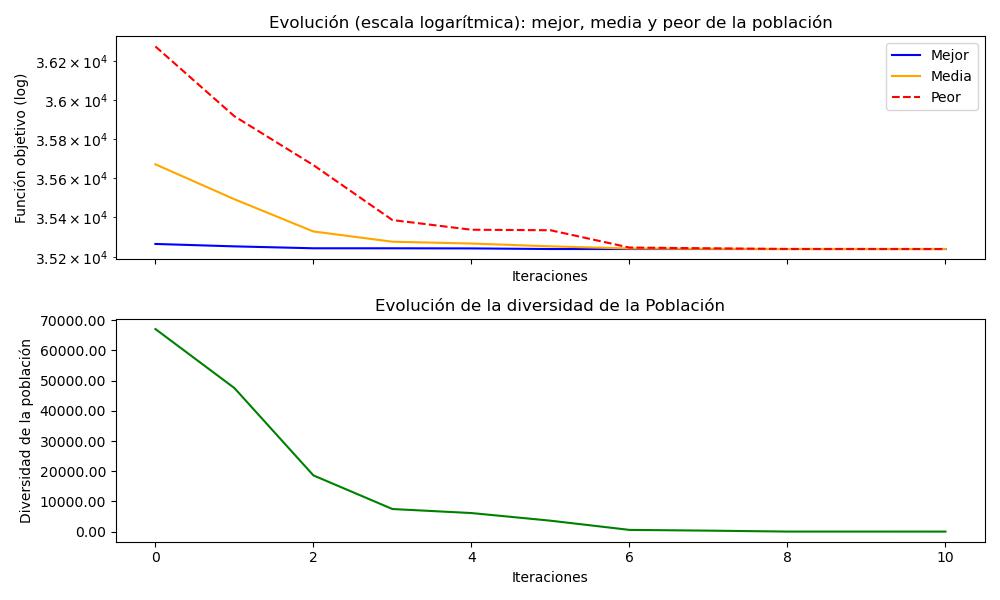 Evolución (escala logarítmica): mejor, media y peor de la población
Función objetivo (log)
3.62 × 10⁴
3.6 × 10⁴
3.58 × 10⁴
3.56 × 10⁴
3.54 × 10⁴
3.52 × 10⁴
Mejor
Media
Peor
Iteraciones
Evolución de la diversidad de la Población
Diversidad de la población
70000.00
60000.00
50000.00
40000.00
30000.00
20000.00
10000.00
0.00
0 2 4 6 8 10
Iteraciones